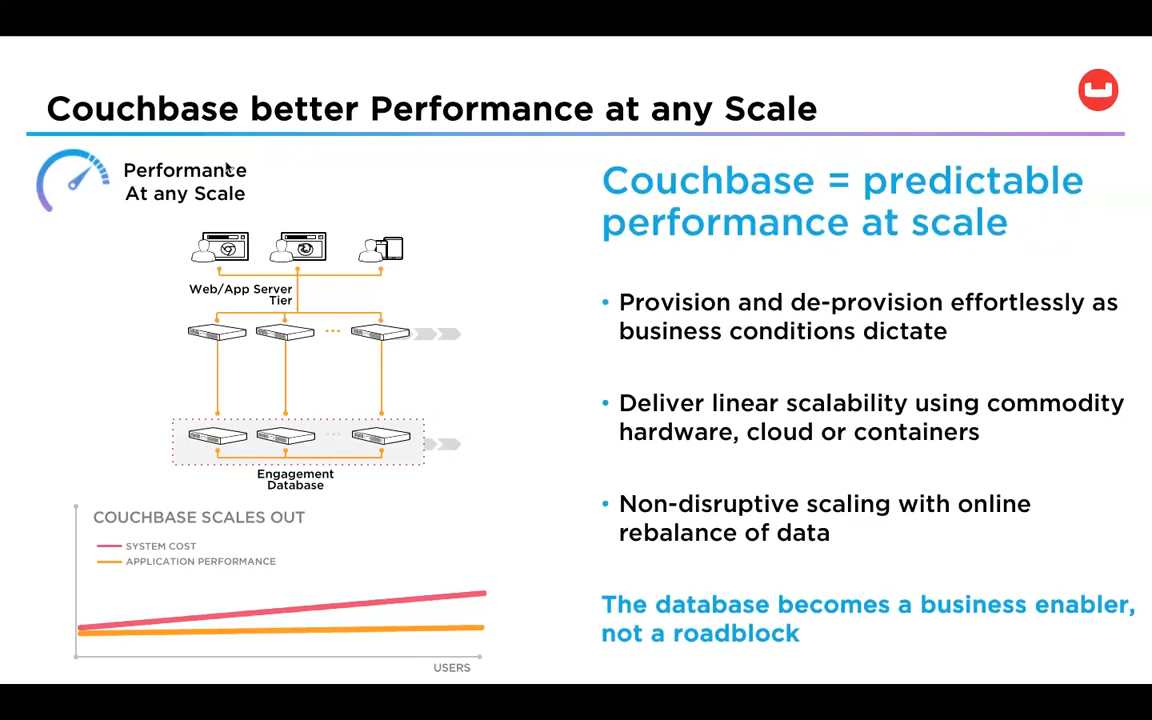 Couchbase better Performance at any Scale
Performance
At any Scale
Web/App Server
Tier
Engagement
Database
COUCHBASE SCALES OUT
SYSTEM COST
APPLICATION PERFORMANCE
USERS
Couchbase = predictable
performance at scale
• Provision and de-provision effortlessly as
business conditions dictate
• Deliver linear scalability using commodity
hardware, cloud or containers
• Non-disruptive scaling with online
rebalance of data
The database becomes a business enabler,
not a roadblock